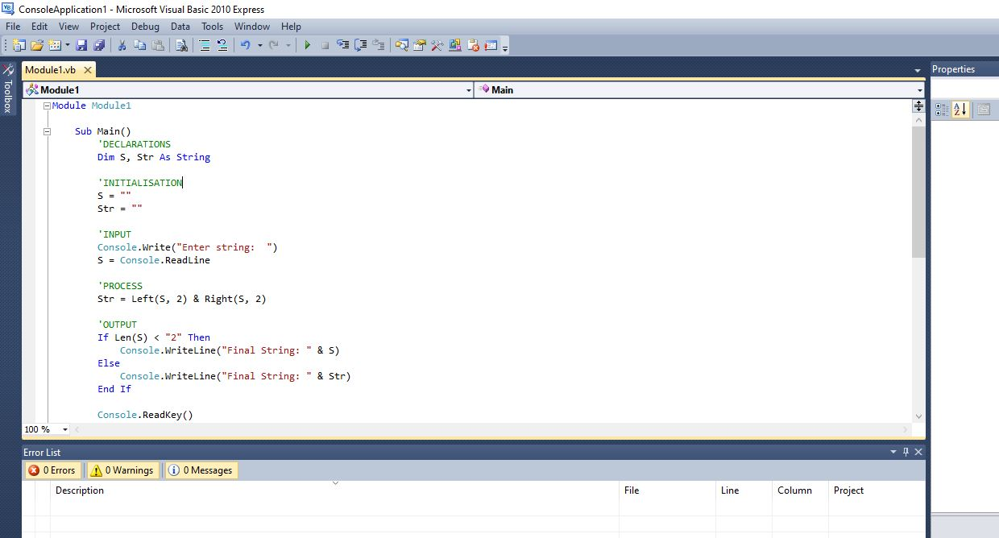 ConsoleApplication1 - Microsoft Visual Basic 2010 Express
File Edit View Project Debug Data Tools Window Help
Module1.vb
Properties
Toolbox
Module1 Main
Module Module1
Sub Main()
'DECLARATIONS
Dim S, Str As String
'INITIALISATION
S = ""
Str = ""
'INPUT
Console.Write("Enter string:  ")
S = Console.ReadLine
'PROCESS
Str = Left(S, 2) & Right(S, 2)
'OUTPUT
If Len(S) < "2" Then
Console.WriteLine("Final String: " & S)
Else
Console.WriteLine("Final String: " & Str)
End If
Console.ReadKey()
100 %
Error List
0 Errors 0 Warnings 0 Messages
Description File Line Column Project